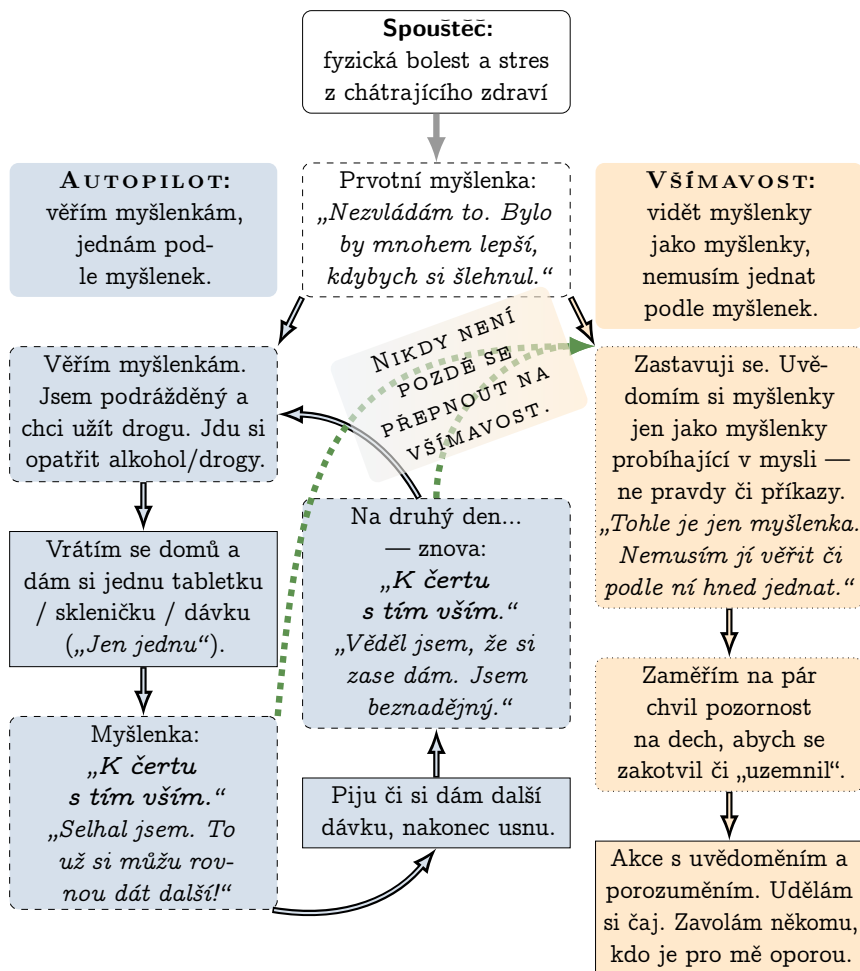 Spouštěč:
fyzická bolest a stres
z chátrajícího zdraví
AUTOPILOT:
věřím myšlenkám,
jednám pod-
le myšlenek.
Prvotní myšlenka:
„Nezvládám to. Bylo
by mnohem lepší,
kdybych si šlehnul.“
VŠÍMAVOST:
vidět myšlenky
jako myšlenky,
nemusím jednat
podle myšlenek.
NIKDY NENÍ
POZDĚ SE
PŘEPNOUT NA
VŠÍMAVOST.
Věřím myšlenkám.
Jsem podrážděný a
chci užít drogu. Jdu si
opatřit alkohol/drogy.
Vrátím se domů a
dám si jednu tabletku
/ skleničku / dávku
(„Jen jednu“).
Myšlenka:
„K čertu
s tím vším.“
„Selhal jsem. To
už si můžu rov-
nou dát další!“
Piju či si dám další
dávku, nakonec usnu.
Na druhý den...
— znova:
„K čertu
s tím vším.“
„Věděl jsem, že si
zase dám. Jsem
beznadějný.“
Zastavuji se. Uvě-
domím si myšlenky
jen jako myšlenky
probíhající v mysli —
ne pravdy či příkazy.
„Tohle je jen myšlenka.
Nemusím jí věřit či
podle ní hned jednat.“
Zaměřím na pár
chvil pozornost
na dech, abych se
zakotvil či „uzemnil“.
Akce s uvědoměním a
porozuměním. Udělám
si čaj. Zavolám někomu,
kdo je pro mě oporou.